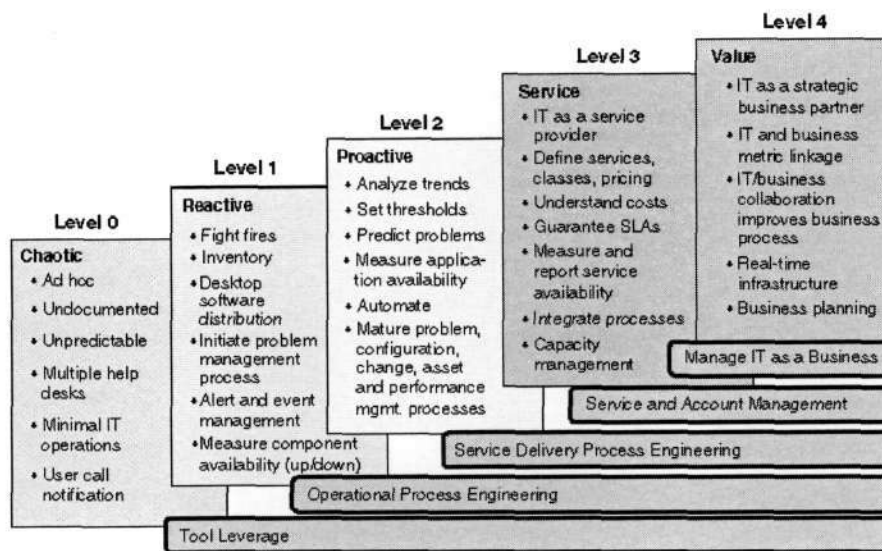 Level 0
Chaotic
• Ad hoc
• Undocumented
• Unpredictable
• Multiple help
desks
• Minimal IT
operations
• User call
notification
Level 1
Reactive
• Fight fires
• Inventory
• Desktop
software
distribution
• Initiate problem
management
process
• Alert and event
management
• Measure component
availability (up/down)
Level 2
Proactive
• Analyze trends
• Set thresholds
• Predict problems
• Measure applica-
tion availability
• Automate
• Mature problem,
configuration,
change, asset
and performance
mgmt. processes
Level 3
Service
• IT as a service
provider
• Define services,
classes, pricing
• Understand costs
• Guarantee SLAs
• Measure and
report service
availability
• Integrate processes
• Capacity
management
Level 4
Value
• IT as a strategic
business partner
• IT and business
metric linkage
• IT/business
collaboration
improves business
process
• Real-time
infrastructure
• Business planning
Manage IT as a Business
Service and Account Management
Service Delivery Process Engineering
Operational Process Engineering
Tool Leverage